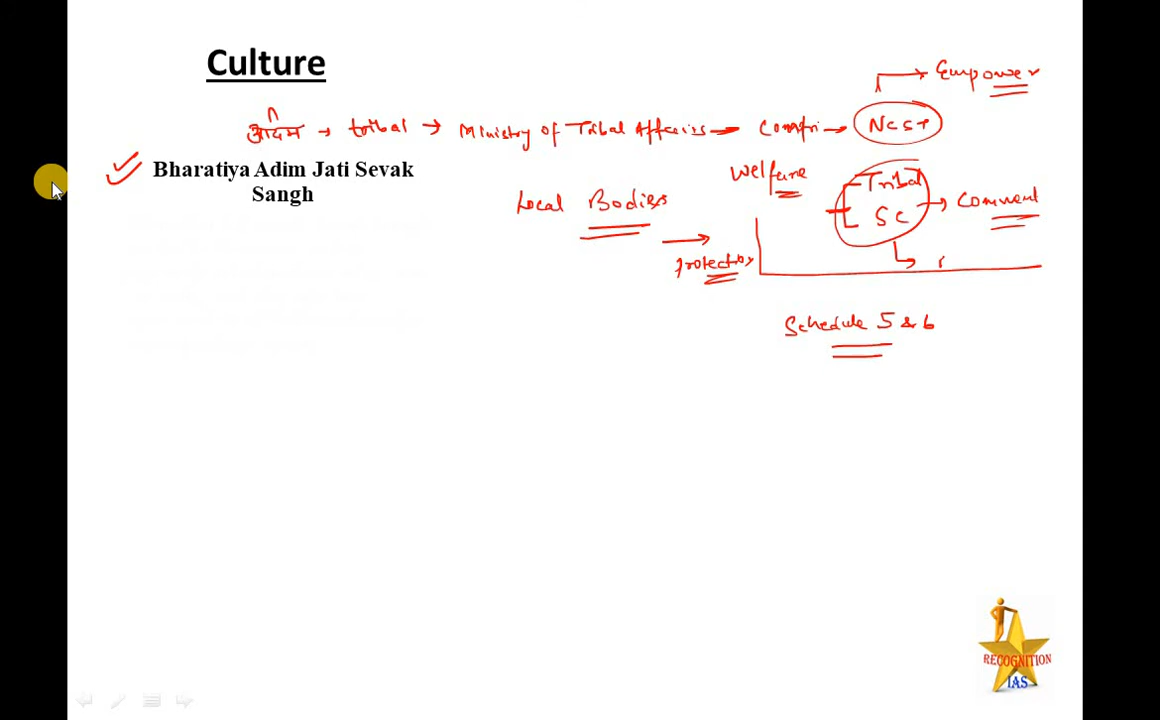 Culture
Empower
आदिम → tribal → Ministry of Tribal Affairs → → NCST
Bharatiya Adim Jati Sevak
Sangh
Welfare
Tribal
Local Bodies
SC → Comment
Protection
Schedule 5 & 6
RECOGNITION
IAS